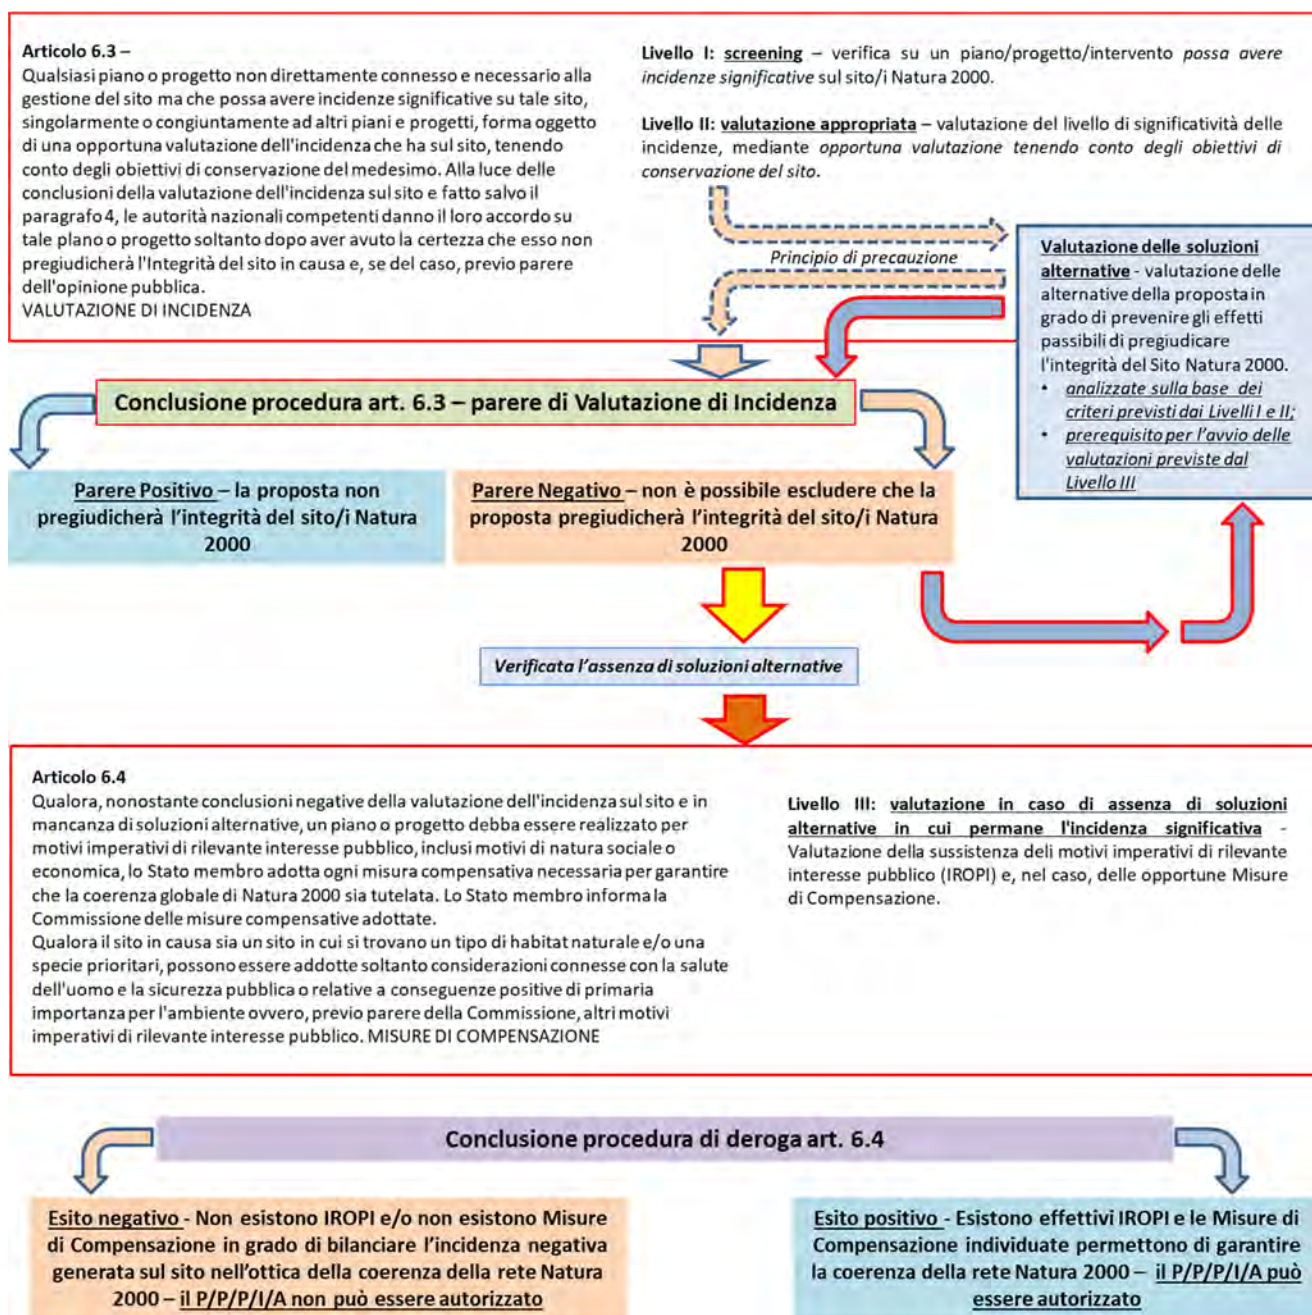 Articolo 6.3 –
Qualsiasi piano o progetto non direttamente connesso e necessario alla
gestione del sito ma che possa avere incidenze significative su tale sito,
singolarmente o congiuntamente ad altri piani e progetti, forma oggetto
di una opportuna valutazione dell'incidenza che ha sul sito, tenendo
conto degli obiettivi di conservazione del medesimo. Alla luce delle
conclusioni della valutazione dell'incidenza sul sito e fatto salvo il
paragrafo 4, le autorità nazionali competenti danno il loro accordo su
tale piano o progetto soltanto dopo aver avuto la certezza che esso non
pregiudicherà l'Integrità del sito in causa e, se del caso, previo parere
dell'opinione pubblica.
VALUTAZIONE DI INCIDENZA
Livello I: screening – verifica su un piano/progetto/intervento possa avere
incidenze significative sul sito/i Natura 2000.
Livello II: valutazione appropriata – valutazione del livello di significatività delle
incidenze, mediante opportuna valutazione tenendo conto degli obiettivi di
conservazione del sito.
Principio di precauzione
Valutazione delle soluzioni
alternative - valutazione delle
alternative della proposta in
grado di prevenire gli effetti
passibili di pregiudicare
l'integrità del Sito Natura 2000.
• analizzate sulla base dei
criteri previsti dai Livelli I e II;
• prerequisito per l'avvio delle
valutazioni previste dal
Livello III
Conclusione procedura art. 6.3 – parere di Valutazione di Incidenza
Parere Positivo – la proposta non
pregiudicherà l'integrità del sito/i Natura
2000
Parere Negativo – non è possibile escludere che la
proposta pregiudicherà l'integrità del sito/i Natura
2000
Verificata l'assenza di soluzioni alternative
Articolo 6.4
Qualora, nonostante conclusioni negative della valutazione dell'incidenza sul sito e in
mancanza di soluzioni alternative, un piano o progetto debba essere realizzato per
motivi imperativi di rilevante interesse pubblico, inclusi motivi di natura sociale o
economica, lo Stato membro adotta ogni misura compensativa necessaria per garantire
che la coerenza globale di Natura 2000 sia tutelata. Lo Stato membro informa la
Commissione delle misure compensative adottate.
Qualora il sito in causa sia un sito in cui si trovano un tipo di habitat naturale e/o una
specie prioritari, possono essere addotte soltanto considerazioni connesse con la salute
dell'uomo e la sicurezza pubblica o relative a conseguenze positive di primaria
importanza per l'ambiente ovvero, previo parere della Commissione, altri motivi
imperativi di rilevante interesse pubblico. MISURE DI COMPENSAZIONE
Livello III: valutazione in caso di assenza di soluzioni
alternative in cui permane l'incidenza significativa -
Valutazione della sussistenza deli motivi imperativi di rilevante
interesse pubblico (IROPI) e, nel caso, delle opportune Misure
di Compensazione.
Conclusione procedura di deroga art. 6.4
Esito negativo - Non esistono IROPI e/o non esistono Misure
di Compensazione in grado di bilanciare l'incidenza negativa
generata sul sito nell'ottica della coerenza della rete Natura
2000 – il P/P/P/I/A non può essere autorizzato
Esito positivo - Esistono effettivi IROPI e le Misure di
Compensazione individuate permettono di garantire
la coerenza della rete Natura 2000 – il P/P/P/I/A può
essere autorizzato